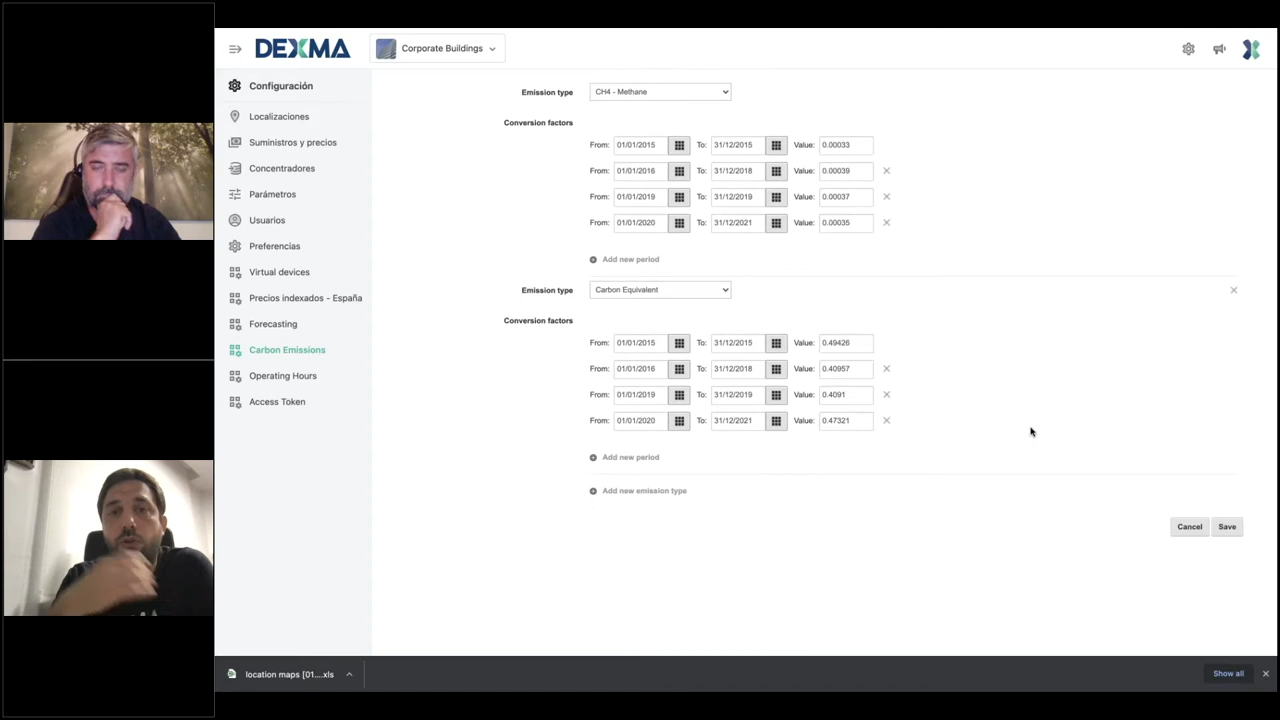 DEXMA
Corporate Buildings
Configuración
Localizaciones
Suministros y precios
Concentradores
Parámetros
Usuarios
Preferencias
Virtual devices
Precios indexados - España
Forecasting
Carbon Emissions
Operating Hours
Access Token
Emission type CH4 - Methane
Conversion factors
From: 01/01/2015 To: 31/12/2015 Value: 0.00033
From: 01/01/2016 To: 31/12/2018 Value: 0.00039
From: 01/01/2019 To: 31/12/2019 Value: 0.00037
From: 01/01/2020 To: 31/12/2021 Value: 0.00035
Add new period
Emission type Carbon Equivalent
Conversion factors
From: 01/01/2015 To: 31/12/2015 Value: 0.49426
From: 01/01/2016 To: 31/12/2018 Value: 0.40957
From: 01/01/2019 To: 31/12/2019 Value: 0.4091
From: 01/01/2020 To: 31/12/2021 Value: 0.47321
Add new period
Add new emission type
Cancel Save
location maps [01....xls
Show all